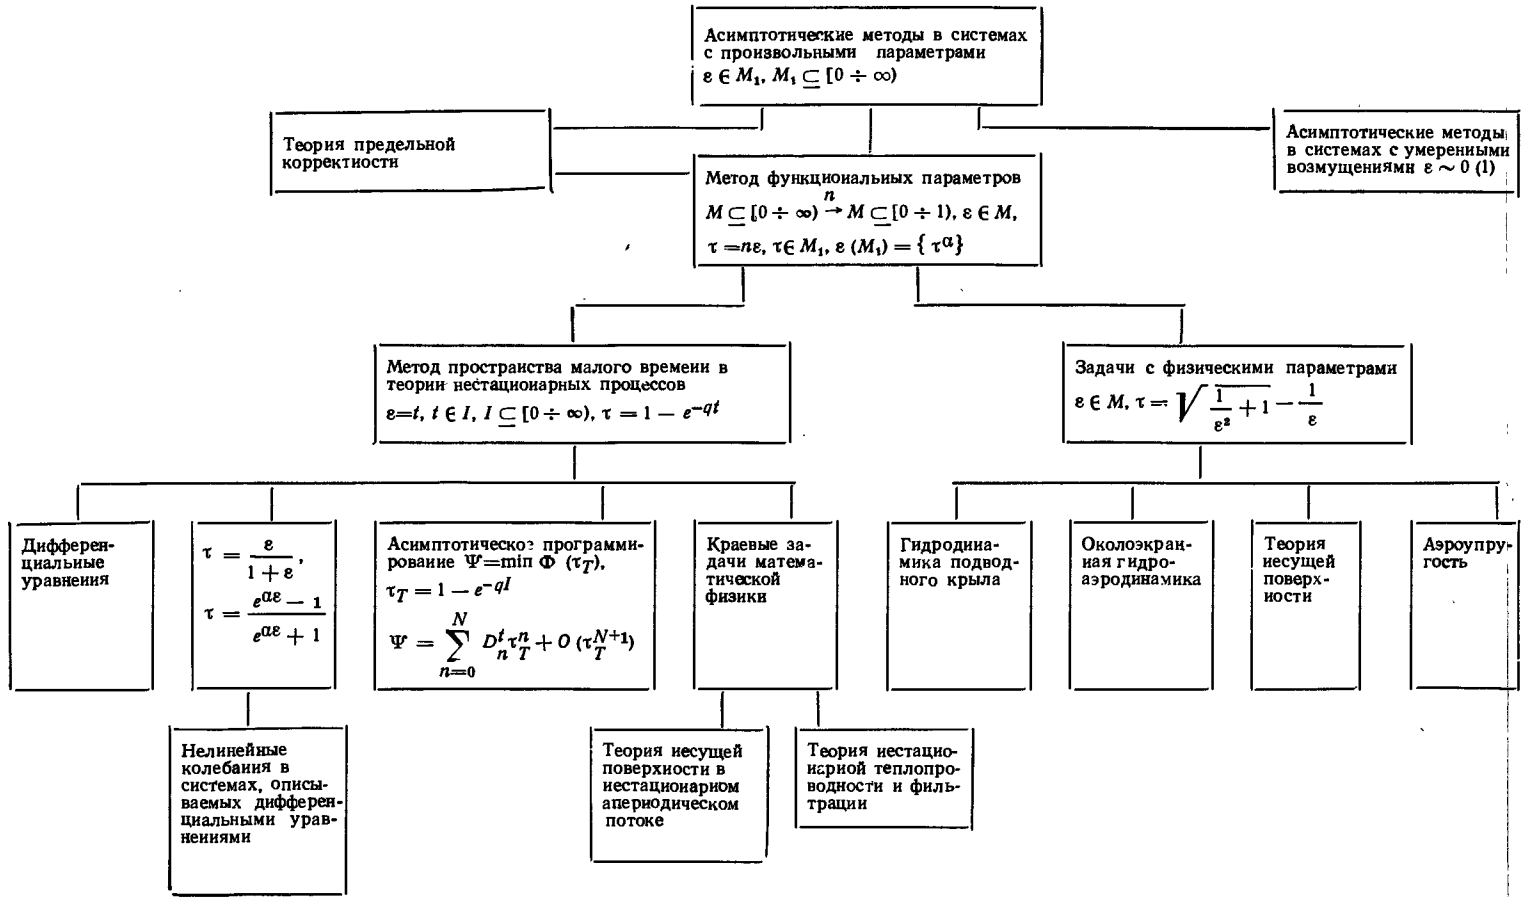 Асимптотические методы в системах
с произвольными параметрами
ε ∈ M₁, M₁ ⊆ [0 ÷ ∞)
Теория предельной
корректности
Асимптотические методы
в системах с умеренными
возмущениями ε ∼ 0 (1)
Метод функциональных параметров
M ⊆ [0 ÷ ∞) →ⁿ M ⊆ [0 ÷ 1), ε ∈ M,
τ = nε, τ ∈ M₁, ε (M₁) = { τ^α }
Метод пространства малого времени в
теории нестационарных процессов
ε=t, t ∈ I, I ⊆ [0 ÷ ∞), τ = 1 — e^{—qt}
Задачи с физическими параметрами
ε ∈ M, τ = √(1/ε² + 1) — 1/ε
Дифферен-
циальные
уравнения
τ = ε/(1 + ε),
τ = (e^{αε} — 1)/(e^{αε} + 1)
Асимптотическое программи-
рование Ψ=min Φ (τ_T),
τ_T = 1 — e^{—qI}
Ψ = ∑_{n=0}^{N} D_n^t τ_T^n + O (τ_T^{N+1})
Краевые за-
дачи матема-
тической
физики
Гидродина-
мика подвод-
ного крыла
Околоэкран-
ная гидро-
аэродинамика
Теория
несущей
поверх-
ности
Аэроупру-
гость
Нелинейные
колебания в
системах, описы-
ваемых дифферен-
циальными урав-
нениями
Теория несущей
поверхности в
нестационарном
апериодическом
потоке
Теория нестацио-
нарной теплопро-
водности и филь-
трации